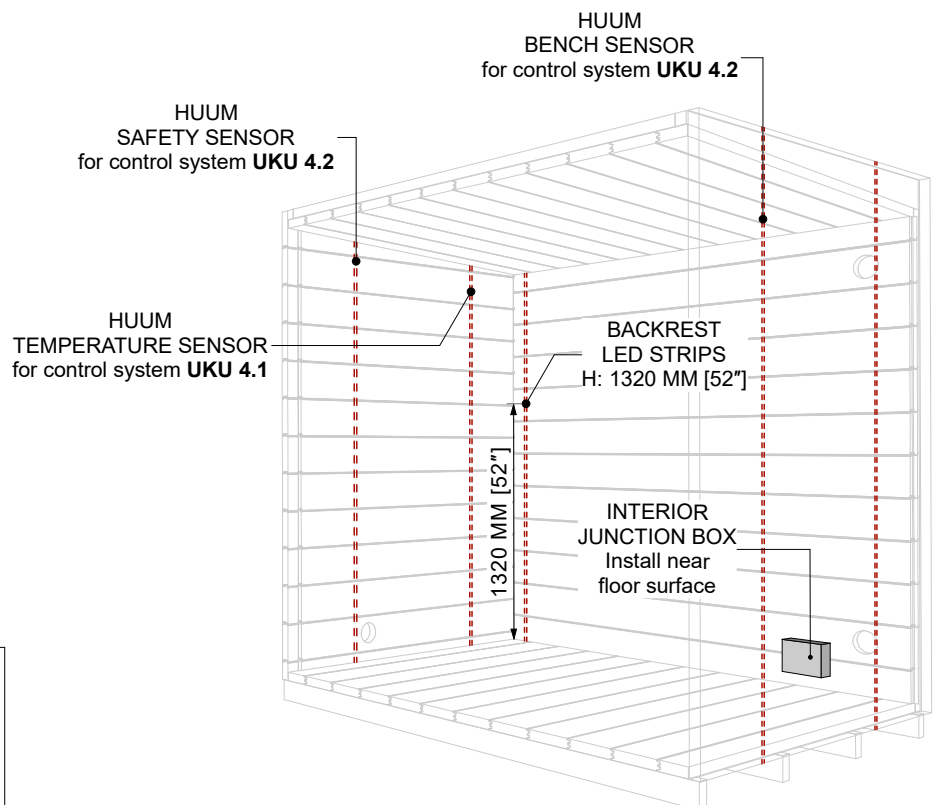 HUUM
BENCH SENSOR
for control system UKU 4.2
HUUM
SAFETY SENSOR
for control system UKU 4.2
HUUM
TEMPERATURE SENSOR
for control system UKU 4.1
BACKREST
LED STRIPS
H: 1320 MM [52″]
1320 MM [52″]
INTERIOR
JUNCTION BOX
Install near
floor surface